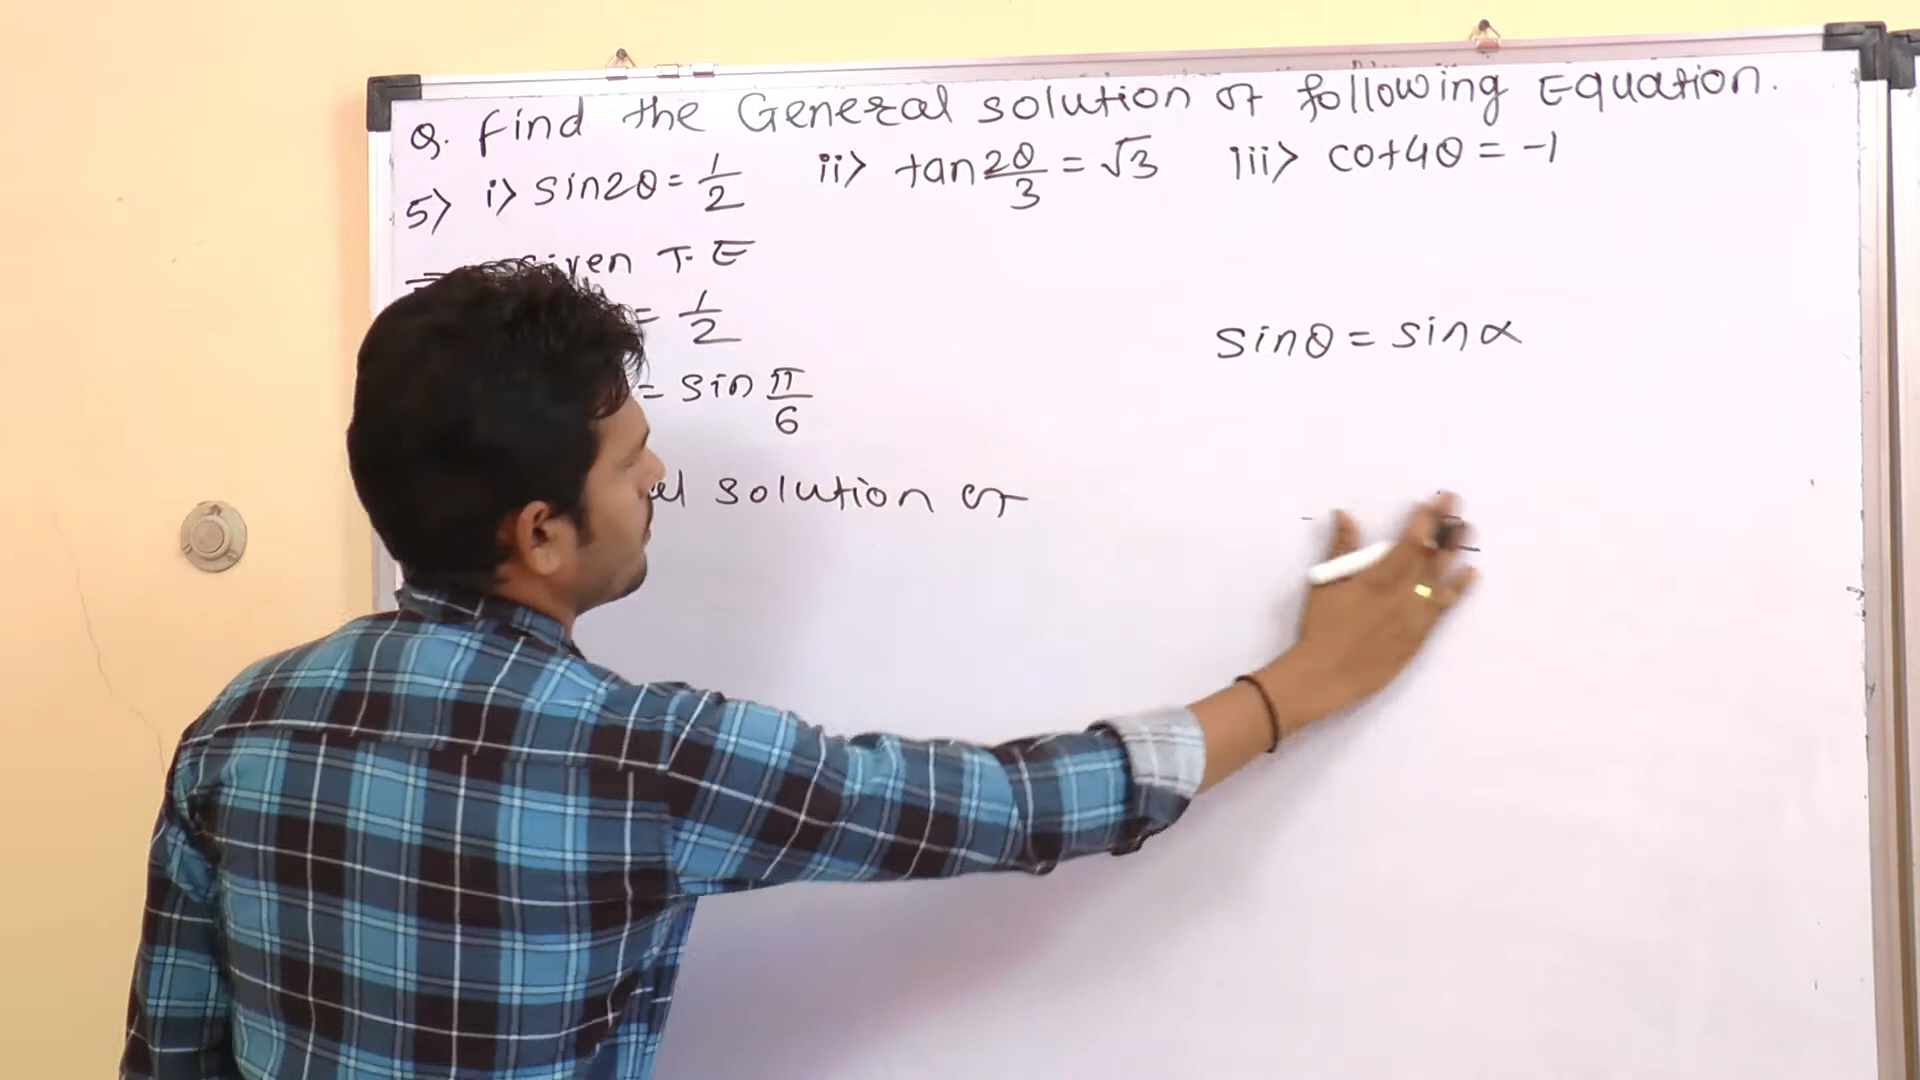 Q. Find the General solution of following Equation.
5) i) sin2θ = 1/2 ii) tan 2θ/3 = √3 iii) cot4θ = -1
T. E
= 1/2
sinθ = sinα
= sin π/6
solution of